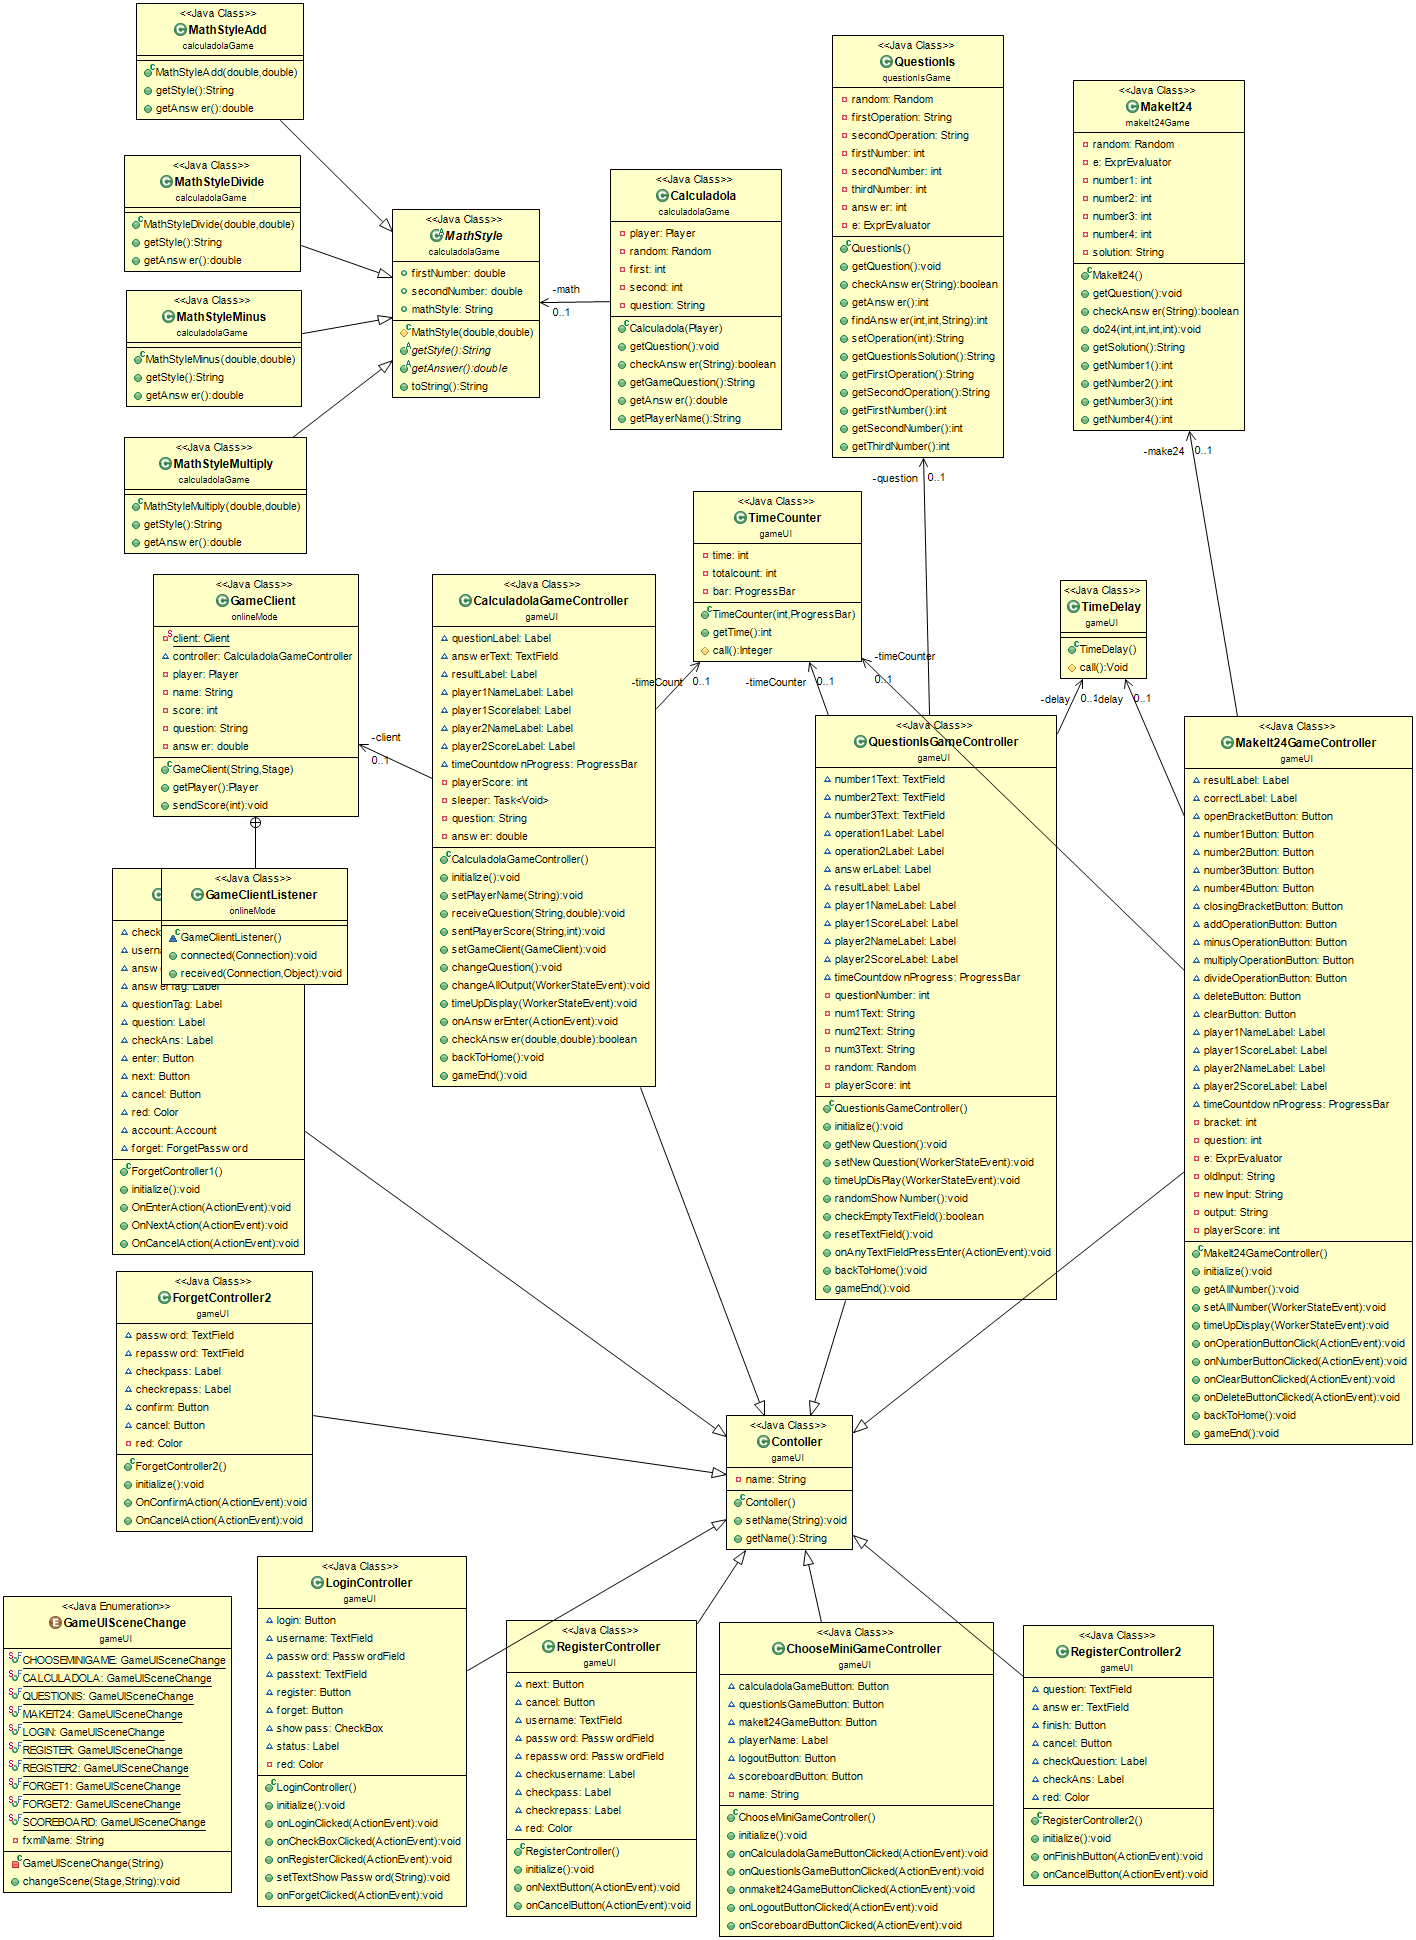 <<Java Class>>
MathStyleAdd
calculadolaGame
MathStyleAdd(double,double)
getStyle():String
getAnswer():double
<<Java Class>>
MathStyleDivide
calculadolaGame
MathStyleDivide(double,double)
getStyle():String
getAnswer():double
<<Java Class>>
MathStyleMinus
calculadolaGame
MathStyleMinus(double,double)
getStyle():String
getAnswer():double
<<Java Class>>
MathStyleMultiply
calculadolaGame
MathStyleMultiply(double,double)
getStyle():String
getAnswer():double
<<Java Class>>
MathStyle
calculadolaGame
firstNumber: double
secondNumber: double
mathStyle: String
MathStyle(double,double)
getStyle():String
getAnswer():double
toString():String
-math
0..1
<<Java Class>>
Calculadola
calculadolaGame
player: Player
random: Random
first: int
second: int
question: String
Calculadola(Player)
getQuestion():void
checkAnswer(String):boolean
getGameQuestion():String
getAnswer():double
getPlayerName():String
<<Java Class>>
QuestionIs
questionIsGame
random: Random
firstOperation: String
secondOperation: String
firstNumber: int
secondNumber: int
thirdNumber: int
answer: int
e: ExprEvaluator
QuestionIs()
getQuestion():void
checkAnswer(String):boolean
getAnswer():int
findAnswer(int,int,String):int
setOperation(int):String
getQuestionIsSolution():String
getFirstOperation():String
getSecondOperation():String
getFirstNumber():int
getSecondNumber():int
getThirdNumber():int
-question 0..1
<<Java Class>>
MakeIt24
makeIt24Game
random: Random
e: ExprEvaluator
number1: int
number2: int
number3: int
number4: int
solution: String
MakeIt24()
getQuestion():void
checkAnswer(String):boolean
do24(int,int,int,int):void
getSolution():String
getNumber1():int
getNumber2():int
getNumber3():int
getNumber4():int
-make24 0..1
<<Java Class>>
TimeCounter
gameUI
time: int
totalcount: int
bar: ProgressBar
TimeCounter(int,ProgressBar)
getTime():int
call():Integer
-timeCount 0..1
-timeCounter 0..1
-timeCounter
0..1
<<Java Class>>
TimeDelay
gameUI
TimeDelay()
call():Void
-delay 0..1
-delay 0..1
<<Java Class>>
GameClient
onlineMode
client: Client
controller: CalculadolaGameController
player: Player
name: String
score: int
question: String
answer: double
GameClient(String,Stage)
getPlayer():Player
sendScore(int):void
-client
0..1
<<Java Class>>
CalculadolaGameController
gameUI
questionLabel: Label
answerText: TextField
resultLabel: Label
player1NameLabel: Label
player1Scorelabel: Label
player2NameLabel: Label
player2ScoreLabel: Label
timeCountdownProgress: ProgressBar
playerScore: int
sleeper: Task<Void>
question: String
answer: double
CalculadolaGameController()
initialize():void
setPlayerName(String):void
receiveQuestion(String,double):void
sentPlayerScore(String,int):void
setGameClient(GameClient):void
changeQuestion():void
changeAllOutput(WorkerStateEvent):void
timeUpDisplay(WorkerStateEvent):void
onAnswerEnter(ActionEvent):void
checkAnswer(double,double):boolean
backToHome():void
gameEnd():void
<<Java Class>>
GameClientListener
onlineMode
GameClientListener()
connected(Connection):void
received(Connection,Object):void
check
usern
answ
answerTag: Label
questionTag: Label
question: Label
checkAns: Label
enter: Button
next: Button
cancel: Button
red: Color
account: Account
forget: ForgetPassword
ForgetController1()
initialize():void
OnEnterAction(ActionEvent):void
OnNextAction(ActionEvent):void
OnCancelAction(ActionEvent):void
<<Java Class>>
QuestionIsGameController
gameUI
number1Text: TextField
number2Text: TextField
number3Text: TextField
operation1Label: Label
operation2Label: Label
answerLabel: Label
resultLabel: Label
player1NameLabel: Label
player1ScoreLabel: Label
player2NameLabel: Label
player2ScoreLabel: Label
timeCountdownProgress: ProgressBar
questionNumber: int
num1Text: String
num2Text: String
num3Text: String
random: Random
playerScore: int
QuestionIsGameController()
initialize():void
getNewQuestion():void
setNewQuestion(WorkerStateEvent):void
timeUpDisPlay(WorkerStateEvent):void
randomShowNumber():void
checkEmptyTextField():boolean
resetTextField():void
onAnyTextFieldPressEnter(ActionEvent):void
backToHome():void
gameEnd():void
<<Java Class>>
MakeIt24GameController
gameUI
resultLabel: Label
correctLabel: Label
openBracketButton: Button
number1Button: Button
number2Button: Button
number3Button: Button
number4Button: Button
closingBracketButton: Button
addOperationButton: Button
minusOperationButton: Button
multiplyOperationButton: Button
divideOperationButton: Button
deleteButton: Button
clearButton: Button
player1NameLabel: Label
player1ScoreLabel: Label
player2NameLabel: Label
player2ScoreLabel: Label
timeCountdownProgress: ProgressBar
bracket: int
question: int
e: ExprEvaluator
oldInput: String
newInput: String
output: String
playerScore: int
MakeIt24GameController()
initialize():void
getAllNumber():void
setAllNumber(WorkerStateEvent):void
timeUpDisplay(WorkerStateEvent):void
onOperationButtonClick(ActionEvent):void
onNumberButtonClicked(ActionEvent):void
onClearButtonClicked(ActionEvent):void
onDeleteButtonClicked(ActionEvent):void
backToHome():void
gameEnd():void
<<Java Class>>
ForgetController2
gameUI
password: TextField
repassword: TextField
checkpass: Label
checkrepass: Label
confirm: Button
cancel: Button
red: Color
ForgetController2()
initialize():void
OnConfirmAction(ActionEvent):void
OnCancelAction(ActionEvent):void
<<Java Class>>
Contoller
gameUI
name: String
Contoller()
setName(String):void
getName():String
<<Java Enumeration>>
GameUISceneChange
gameUI
CHOOSEMINIGAME: GameUISceneChange
CALCULADOLA: GameUISceneChange
QUESTIONIS: GameUISceneChange
MAKEIT24: GameUISceneChange
LOGIN: GameUISceneChange
REGISTER: GameUISceneChange
REGISTER2: GameUISceneChange
FORGET1: GameUISceneChange
FORGET2: GameUISceneChange
SCOREBOARD: GameUISceneChange
fxmlName: String
GameUISceneChange(String)
changeScene(Stage,String):void
<<Java Class>>
LoginController
gameUI
login: Button
username: TextField
password: PasswordField
passtext: TextField
register: Button
forget: Button
showpass: CheckBox
status: Label
red: Color
LoginController()
initialize():void
onLoginClicked(ActionEvent):void
onCheckBoxClicked(ActionEvent):void
onRegisterClicked(ActionEvent):void
setTextShowPassword(String):void
onForgetClicked(ActionEvent):void
<<Java Class>>
RegisterController
gameUI
next: Button
cancel: Button
username: TextField
password: PasswordField
repassword: PasswordField
checkusername: Label
checkpass: Label
checkrepass: Label
red: Color
RegisterController()
initialize():void
onNextButton(ActionEvent):void
onCancelButton(ActionEvent):void
<<Java Class>>
ChooseMiniGameController
gameUI
calculadolaGameButton: Button
questionIsGameButton: Button
makeIt24GameButton: Button
playerName: Label
logoutButton: Button
scoreboardButton: Button
name: String
ChooseMiniGameController()
initialize():void
onCalculadolaGameButtonClicked(ActionEvent):void
onQuestionIsGameButtonClicked(ActionEvent):void
onmakeIt24GameButtonClicked(ActionEvent):void
onLogoutButtonClicked(ActionEvent):void
onScoreboardButtonClicked(ActionEvent):void
<<Java Class>>
RegisterController2
gameUI
question: TextField
answer: TextField
finish: Button
cancel: Button
checkQuestion: Label
checkAns: Label
red: Color
RegisterController2()
initialize():void
onFinishButton(ActionEvent):void
onCancelButton(ActionEvent):void